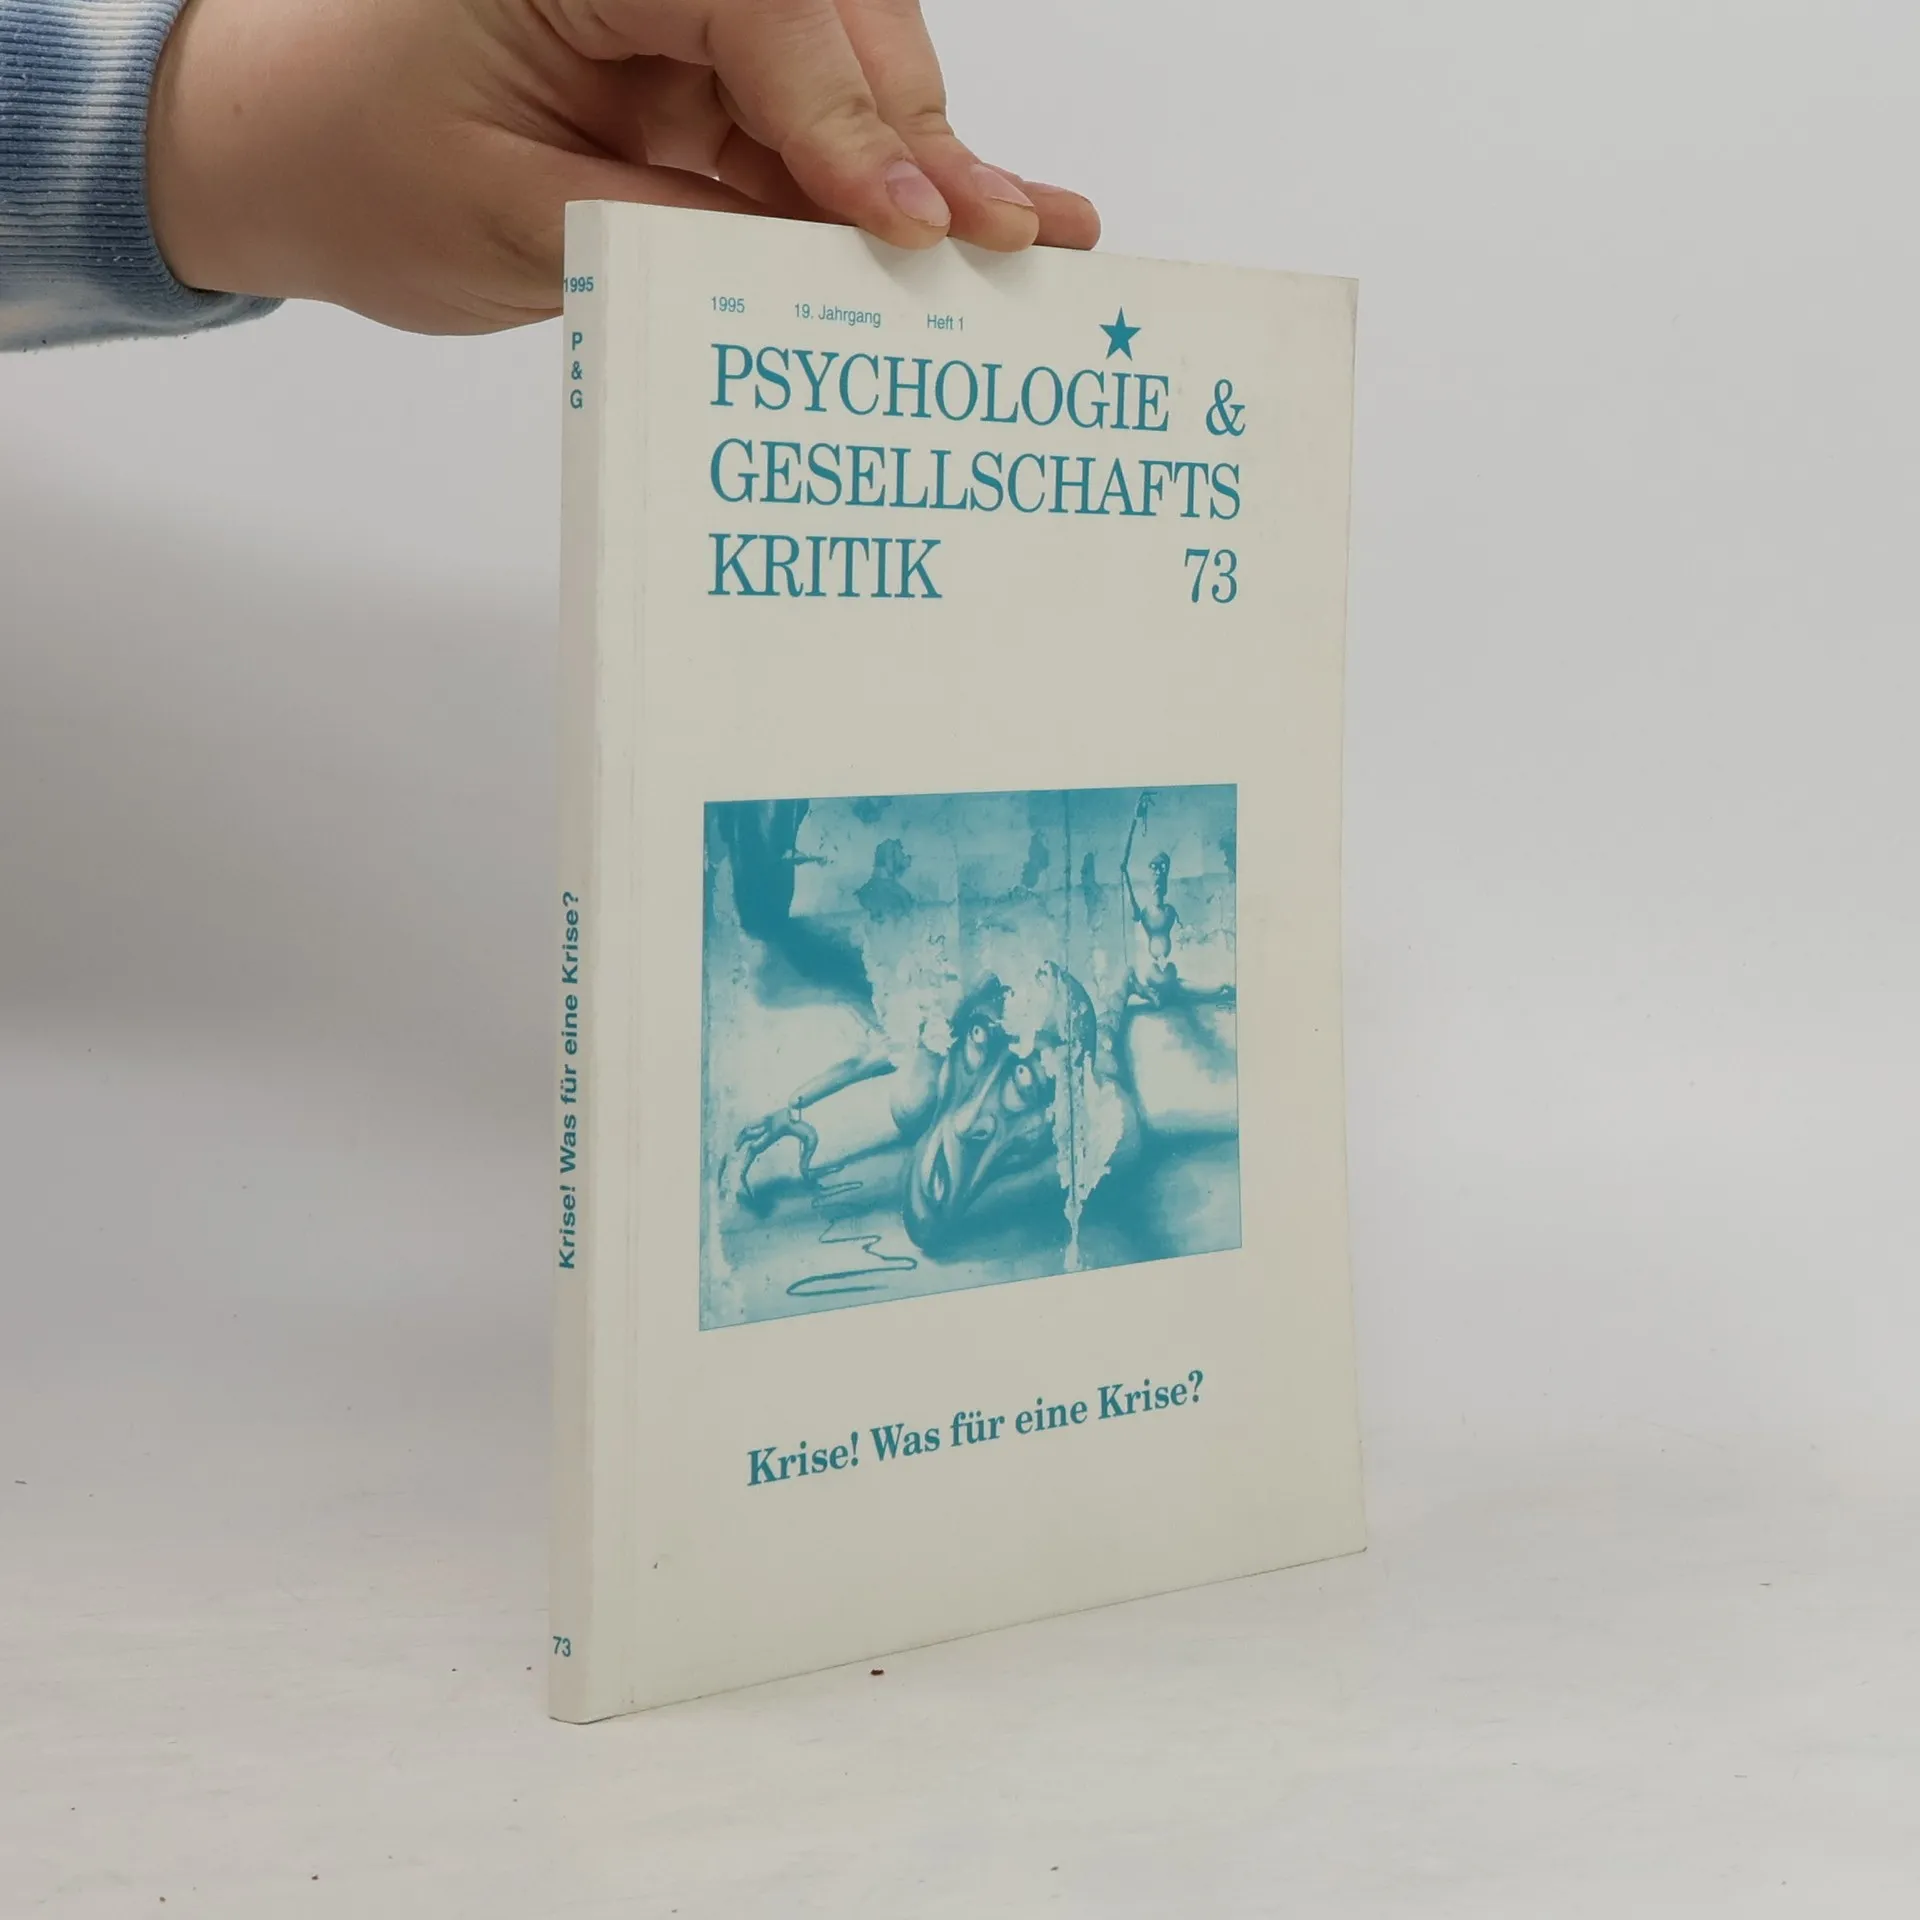 1995
P
&
G
Krise! Was für eine Krise?
73
1995 19. Jahrgang Heft 1
PSYCHOLOGIE &
GESELLSCHAFTS
KRITIK 73
Krise! Was für eine Krise?